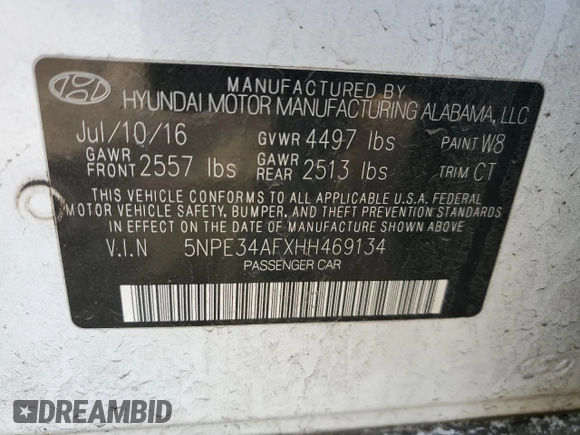 MANUFACTURED BY
HYUNDAI MOTOR MANUFACTURING ALABAMA, LLC
Jul/10/16 GVWR 4497 lbs PAINT W8
GAWR FRONT 2557 lbs GAWR REAR 2513 lbs TRIM CT
THIS VEHICLE CONFORMS TO ALL APPLICABLE U.S.A. FEDERAL
MOTOR VEHICLE SAFETY, BUMPER, AND THEFT PREVENTION
STANDARDS IN EFFECT ON THE DATE OF MANUFACTURE SHOWN ABOVE.
V.I.N 5NPE34AFXHH469134
PASSENGER CAR
DREAMBID